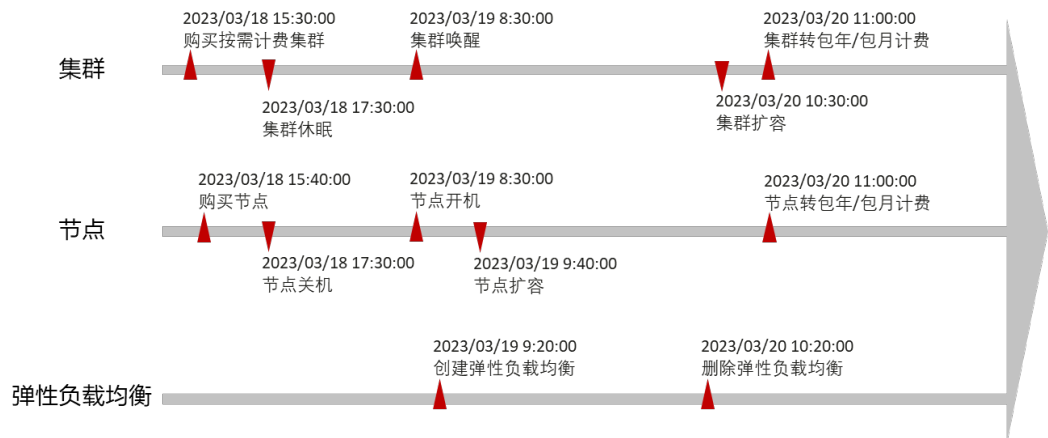 2023/03/18 15:30:00
购买按需计费集群
2023/03/19 8:30:00
集群唤醒
2023/03/20 11:00:00
集群转包年/包月计费
集群
2023/03/18 17:30:00
集群休眠
2023/03/20 10:30:00
集群扩容
2023/03/18 15:40:00
购买节点
2023/03/19 8:30:00
节点开机
2023/03/20 11:00:00
节点转包年/包月计费
节点
2023/03/18 17:30:00
节点关机
2023/03/19 9:40:00
节点扩容
2023/03/19 9:20:00
创建弹性负载均衡
2023/03/20 10:20:00
删除弹性负载均衡
弹性负载均衡